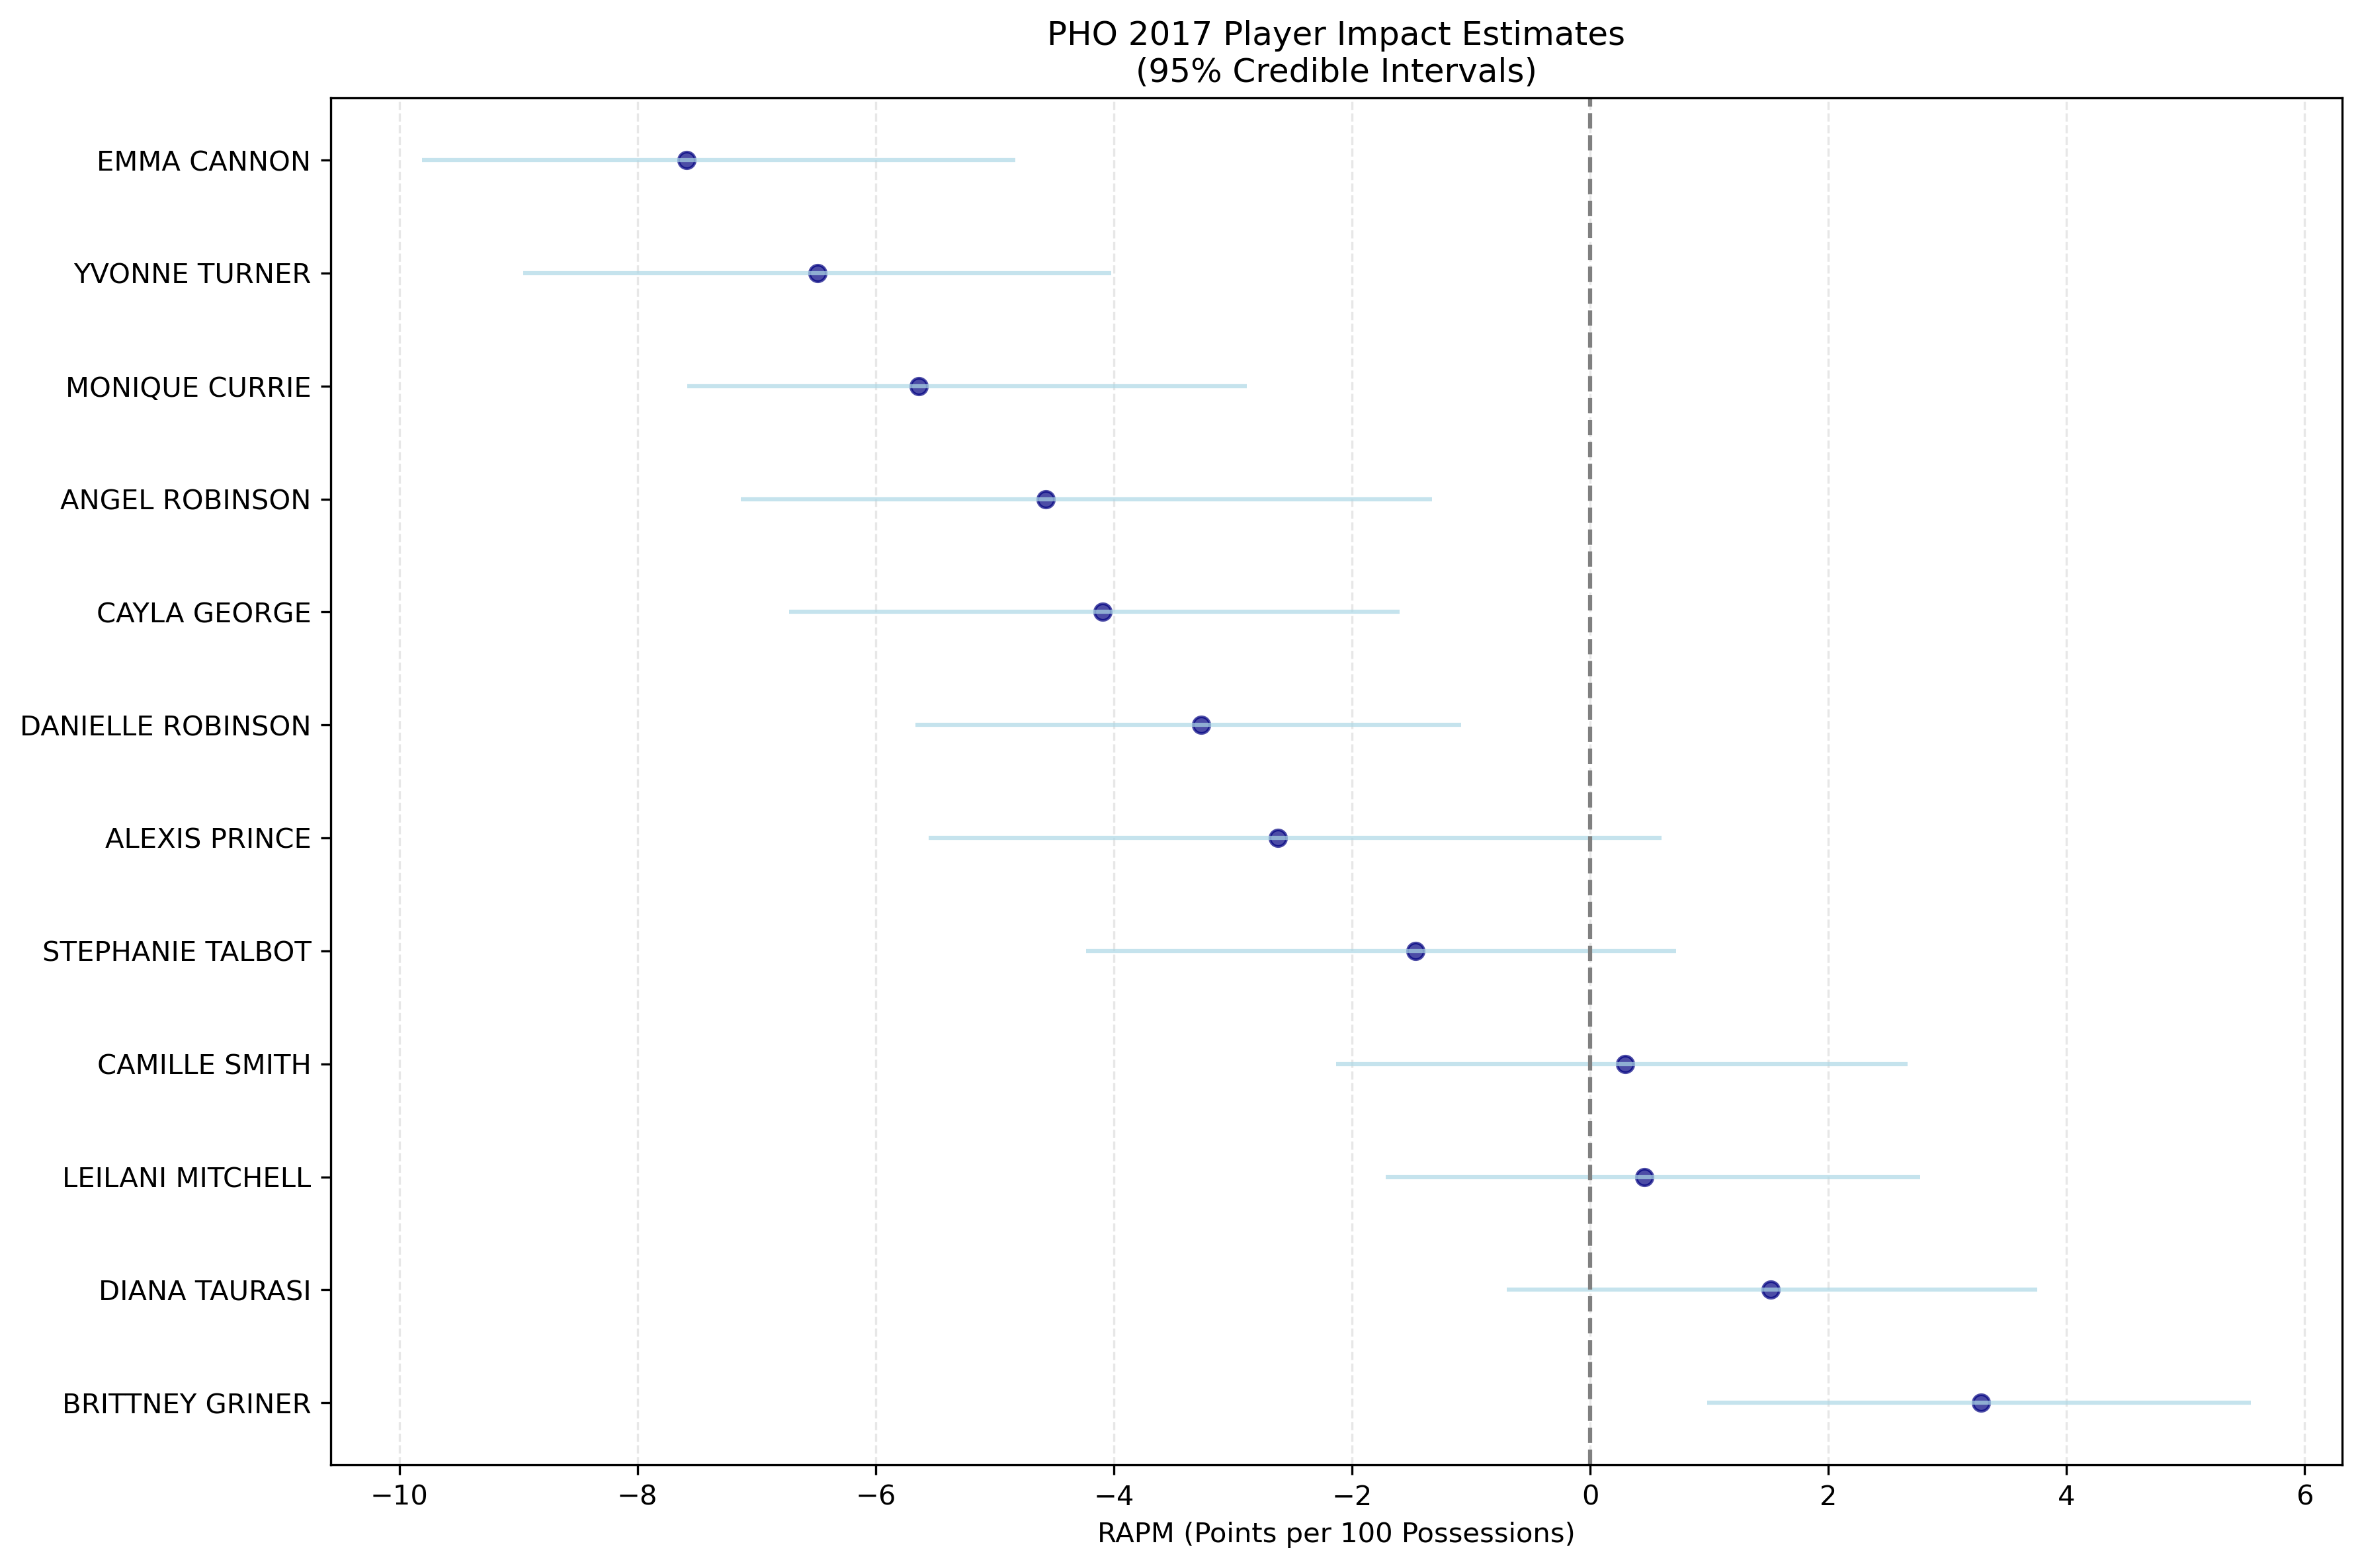 PHO 2017 Player Impact Estimates
(95% Credible Intervals)
EMMA CANNON
YVONNE TURNER
MONIQUE CURRIE
ANGEL ROBINSON
CAYLA GEORGE
DANIELLE ROBINSON
ALEXIS PRINCE
STEPHANIE TALBOT
CAMILLE SMITH
LEILANI MITCHELL
DIANA TAURASI
BRITTNEY GRINER
−10 −8 −6 −4 −2 0 2 4 6
RAPM (Points per 100 Possessions)